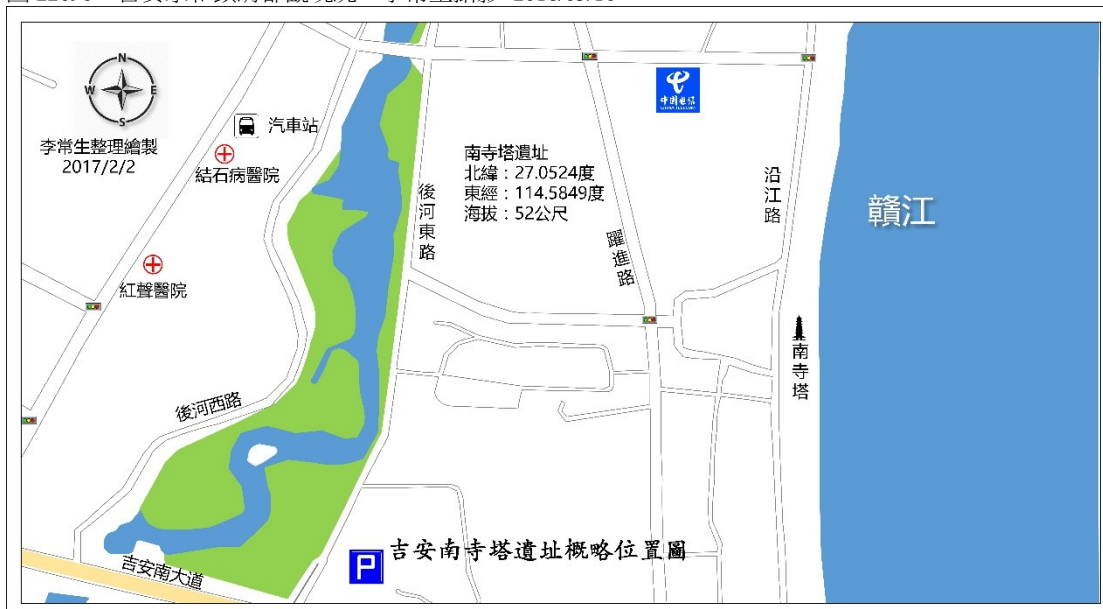 N
W
E
S
李常生整理繪製
2017/2/2
汽車站
結石病醫院
紅聲醫院
南寺塔遺址
北緯：27.0524度
東經：114.5849度
海拔：52公尺
中国电信
後河東路
躍進路
沿江路
贛江
南寺塔
後河西路
吉安南大道
P
吉安南寺塔遺址概略位置圖